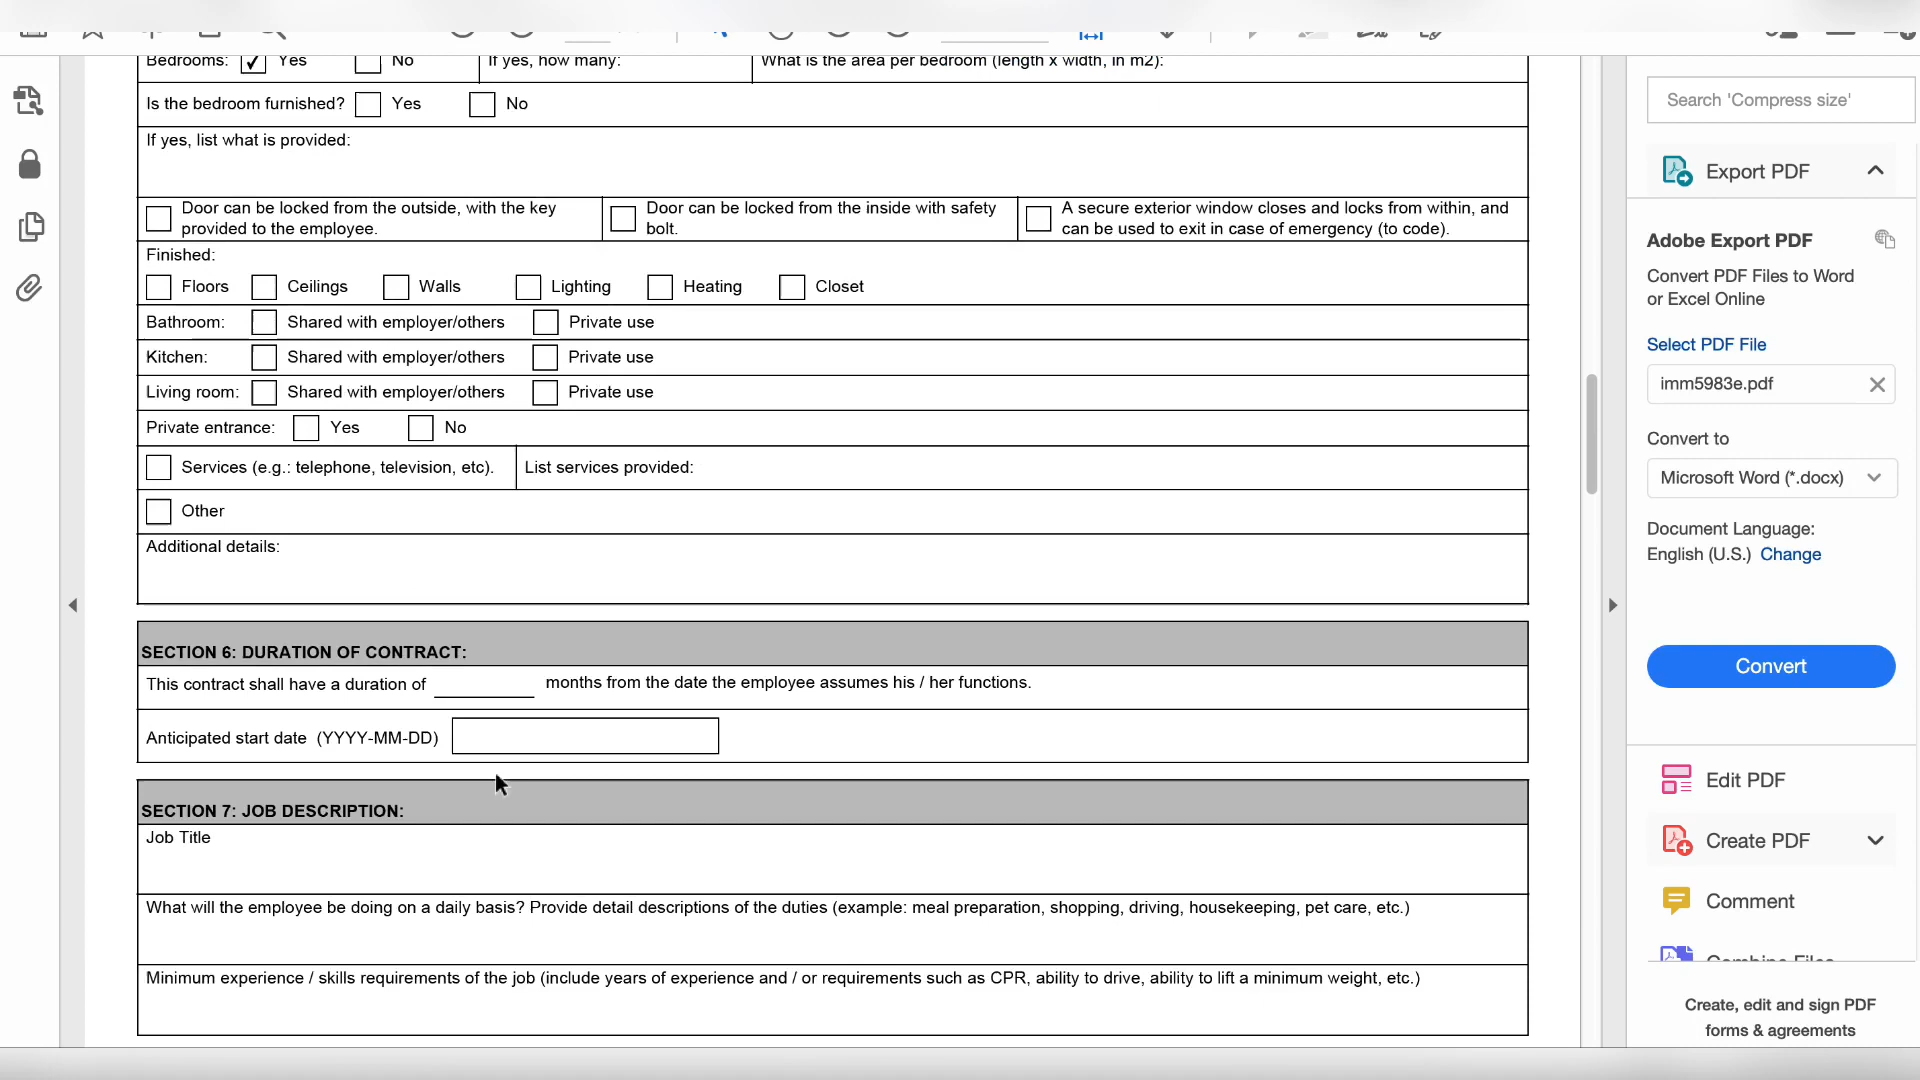 Bedrooms: Yes No If yes, how many: What is the area per bedroom (length x width, in m2):
Is the bedroom furnished? Yes No
If yes, list what is provided:
Door can be locked from the outside, with the key
provided to the employee.
Door can be locked from the inside with safety
bolt.
A secure exterior window closes and locks from within, and
can be used to exit in case of emergency (to code).
Finished:
Floors Ceilings Walls Lighting Heating Closet
Bathroom: Shared with employer/others Private use
Kitchen: Shared with employer/others Private use
Living room: Shared with employer/others Private use
Private entrance: Yes No
Services (e.g.: telephone, television, etc). List services provided:
Other
Additional details:
SECTION 6: DURATION OF CONTRACT:
This contract shall have a duration of months from the date the employee assumes his / her functions.
Anticipated start date (YYYY-MM-DD)
SECTION 7: JOB DESCRIPTION:
Job Title
What will the employee be doing on a daily basis? Provide detail descriptions of the duties (example: meal preparation, shopping, driving, housekeeping, pet care, etc.)
Minimum experience / skills requirements of the job (include years of experience and / or requirements such as CPR, ability to drive, ability to lift a minimum weight, etc.)
Search 'Compress size'
Export PDF
Adobe Export PDF
Convert PDF Files to Word
or Excel Online
Select PDF File
imm5983e.pdf
Convert to
Microsoft Word (*.docx)
Document Language:
English (U.S.) Change
Convert
Edit PDF
Create PDF
Comment
Combine Files
Create, edit and sign PDF
forms & agreements